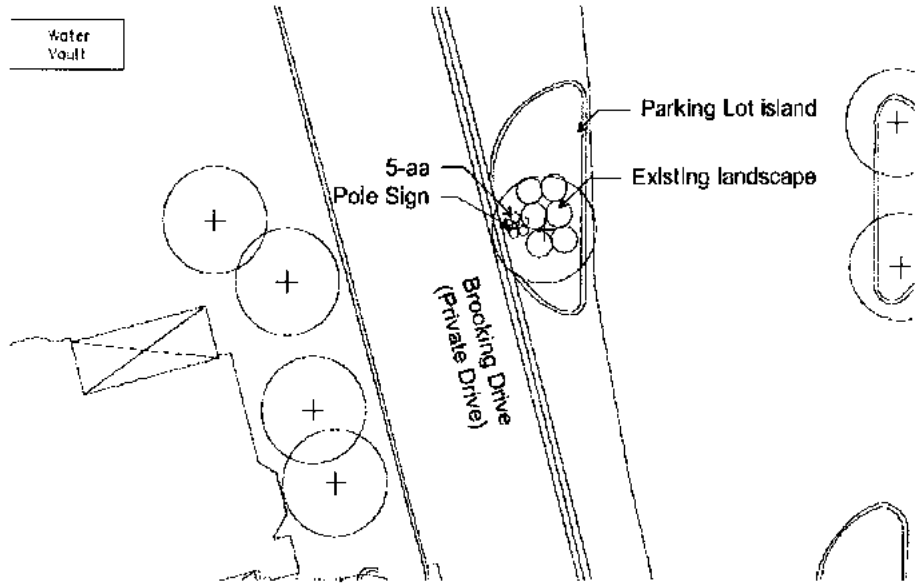 Water
Vault
Parking Lot island
5-aa
Existing landscape
Pole Sign
Brooking Drive
(Private Drive)